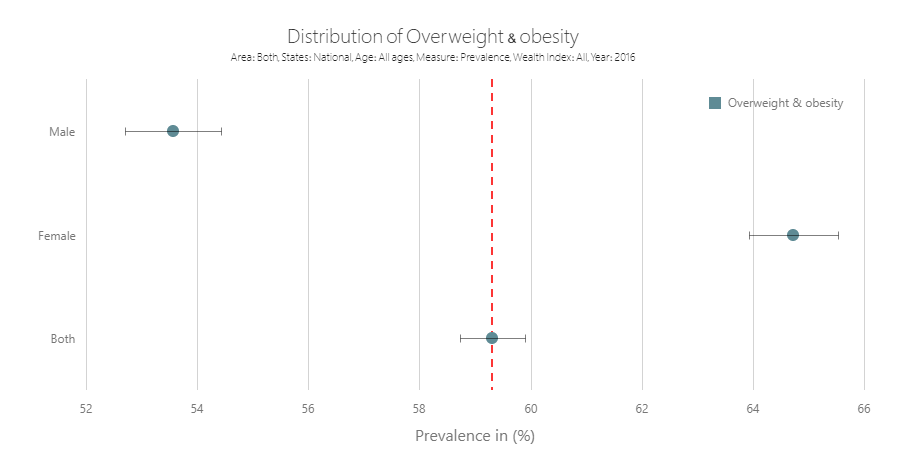 Distribution of Overweight & obesity
Area: Both, States: National, Age: All ages, Measure: Prevalence, Wealth Index: All, Year: 2016
Overweight & obesity
Male
Female
Both
52 54 56 58 60 62 64 66
Prevalence in (%)